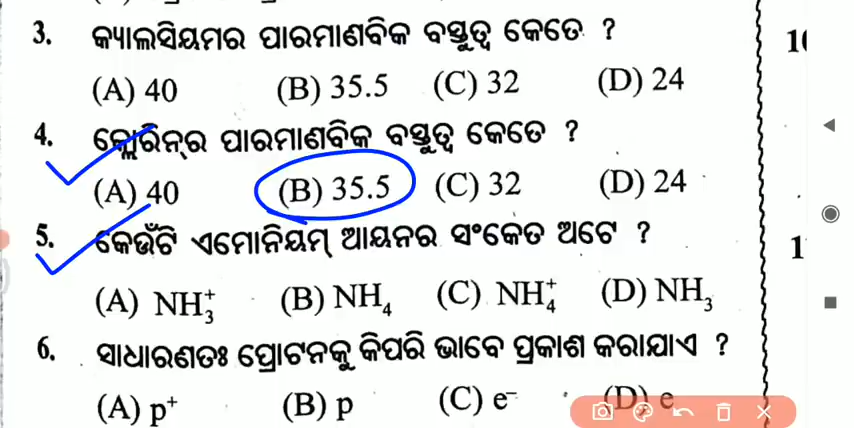 3. କ୍ୟାଲସିୟମର ପାରମାଣବିକ ବସ୍ତୁତ୍ୱ କେତେ ?
(A) 40 (B) 35.5 (C) 32 (D) 24
4. କ୍ଲୋରିନ୍‌ର ପାରମାଣବିକ ବସ୍ତୁତ୍ୱ କେତେ ?
(A) 40 (B) 35.5 (C) 32 (D) 24
5. କେଉଁଟି ଏମୋନିୟମ୍ ଆୟନର ସଂକେତ ଅଟେ ?
(A) NH₃⁺ (B) NH₄ (C) NH₄⁺ (D) NH₃
6. ସାଧାରଣତଃ ପ୍ରୋଟନକୁ କିପରି ଭାବେ ପ୍ରକାଶ କରାଯାଏ ?
(A) p⁺ (B) p (C) e⁻ (D) e